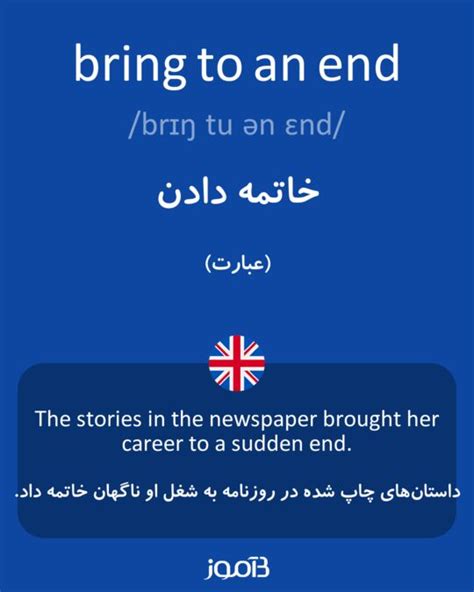 bring to an end
/brɪŋ tu ən ɛnd/
خاتمه دادن
(عبارت)
The stories in the newspaper brought her
career to a sudden end.
داستان‌های چاپ شده در روزنامه به شغل او ناگهان خاتمه داد.
بآموز